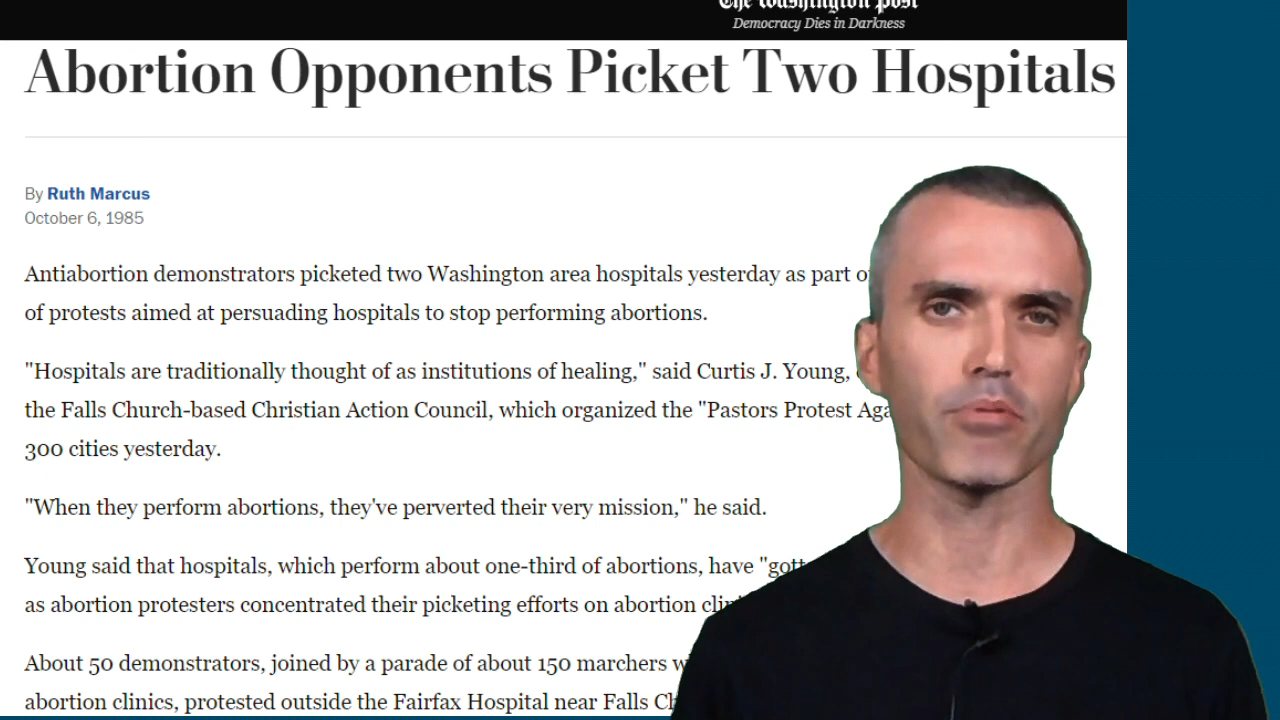 The Washington Post
Democracy Dies in Darkness
Abortion Opponents Picket Two Hospitals
By Ruth Marcus
October 6, 1985
Antiabortion demonstrators picketed two Washington area hospitals yesterday as part
of protests aimed at persuading hospitals to stop performing abortions.
"Hospitals are traditionally thought of as institutions of healing," said Curtis J. Young,
the Falls Church-based Christian Action Council, which organized the "Pastors Protest
300 cities yesterday.
"When they perform abortions, they've perverted their very mission," he said.
Young said that hospitals, which perform about one-third of abortions, have
as abortion protesters concentrated their picketing efforts on abortion
About 50 demonstrators, joined by a parade of about 150 marchers
abortion clinics, protested outside the Fairfax Hospital near Falls